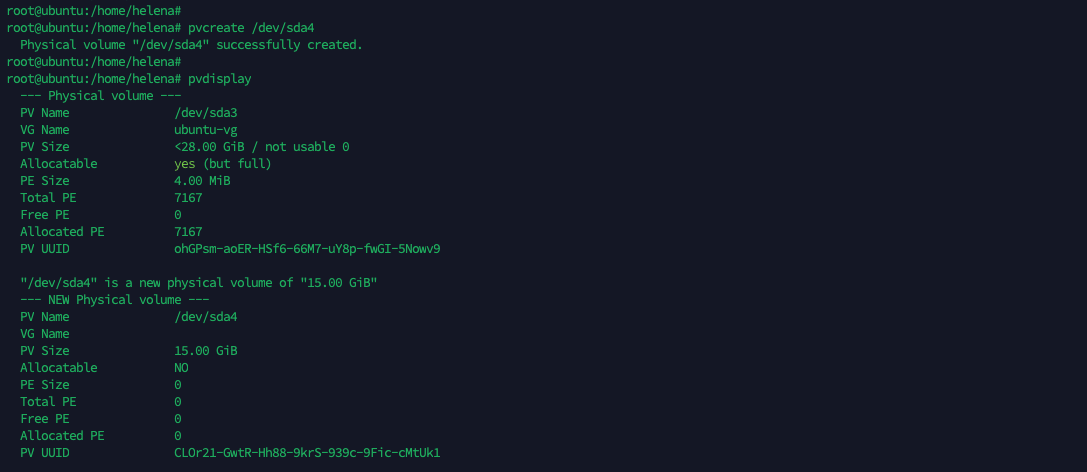 root@ubuntu:/home/helena#
root@ubuntu:/home/helena# pvcreate /dev/sda4
  Physical volume "/dev/sda4" successfully created.
root@ubuntu:/home/helena#
root@ubuntu:/home/helena# pvdisplay
  --- Physical volume ---
  PV Name               /dev/sda3
  VG Name               ubuntu-vg
  PV Size               <28.00 GiB / not usable 0
  Allocatable           yes (but full)
  PE Size               4.00 MiB
  Total PE              7167
  Free PE               0
  Allocated PE          7167
  PV UUID               ohGPsm-aoER-HSf6-66M7-uY8p-fwGI-5Nowv9

  "/dev/sda4" is a new physical volume of "15.00 GiB"
  --- NEW Physical volume ---
  PV Name               /dev/sda4
  VG Name
  PV Size               15.00 GiB
  Allocatable           NO
  PE Size               0
  Total PE              0
  Free PE               0
  Allocated PE          0
  PV UUID               CLOr21-GwtR-Hh88-9krS-939c-9Fic-cMtUk1